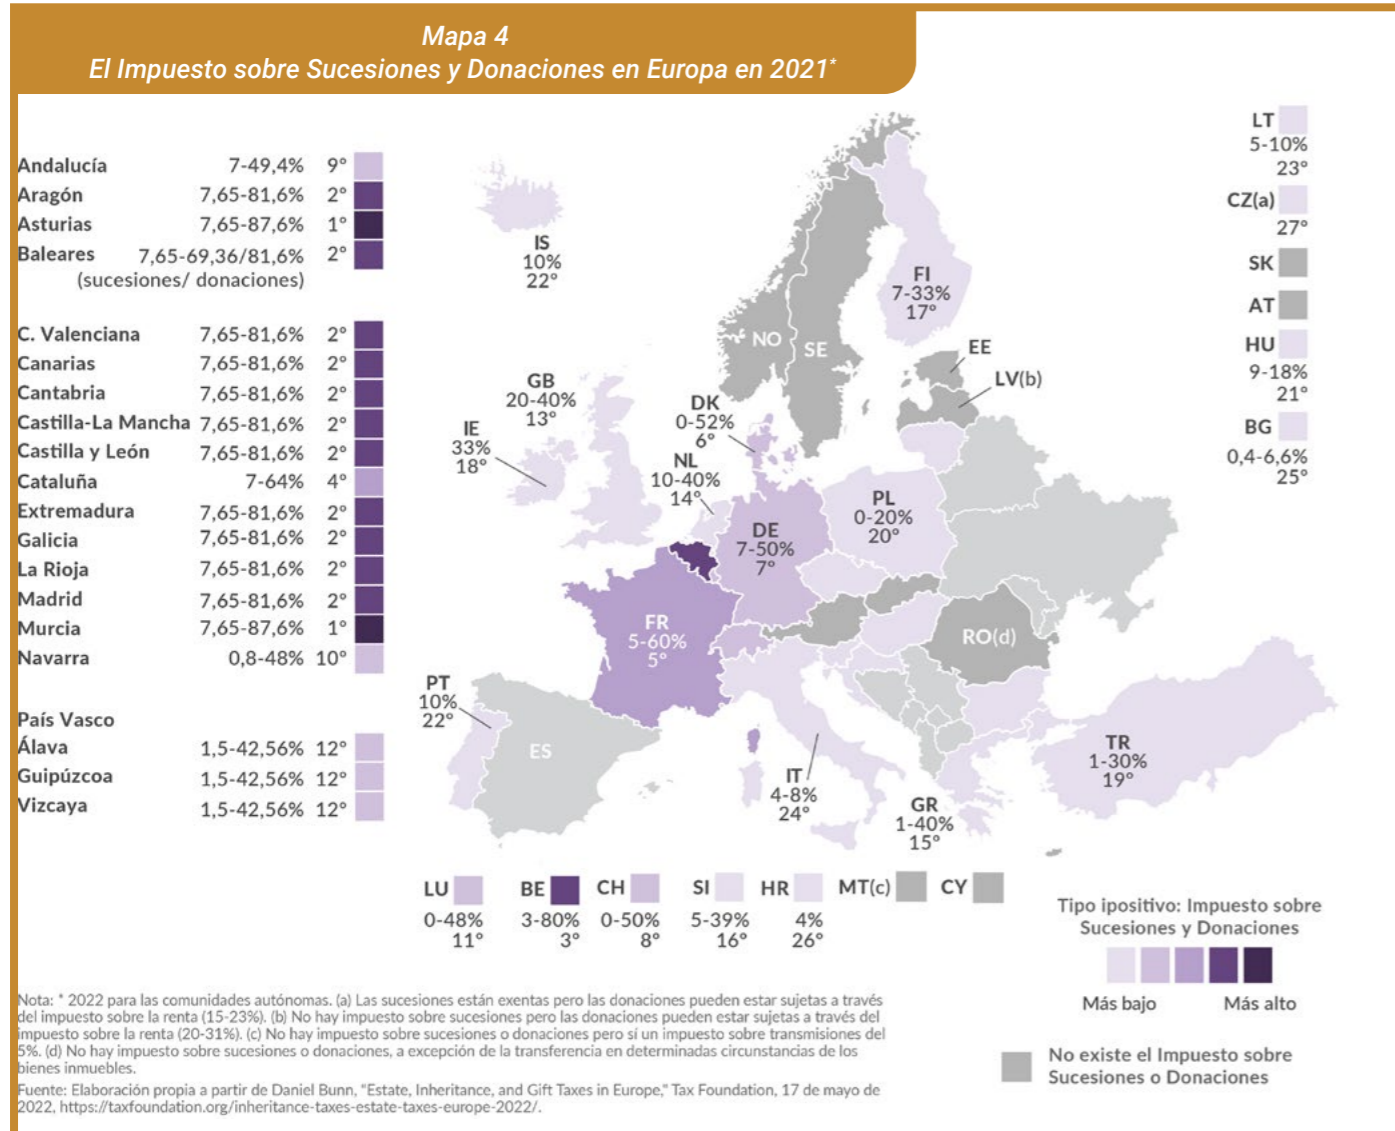 Mapa 4
El Impuesto sobre Sucesiones y Donaciones en Europa en 2021*
Andalucía 7-49,4% 9°
Aragón 7,65-81,6% 2°
Asturias 7,65-87,6% 1°
Baleares 7,65-69,36/81,6% 2°
(sucesiones/ donaciones)
C. Valenciana 7,65-81,6% 2°
Canarias 7,65-81,6% 2°
Cantabria 7,65-81,6% 2°
Castilla-La Mancha 7,65-81,6% 2°
Castilla y León 7,65-81,6% 2°
Cataluña 7-64% 4°
Extremadura 7,65-81,6% 2°
Galicia 7,65-81,6% 2°
La Rioja 7,65-81,6% 2°
Madrid 7,65-81,6% 2°
Murcia 7,65-87,6% 1°
Navarra 0,8-48% 10°
País Vasco
Álava 1,5-42,56% 12°
Guipúzcoa 1,5-42,56% 12°
Vizcaya 1,5-42,56% 12°
IS
10%
22°
FI
7-33%
17°
NO
SE
EE
LV(b)
GB
20-40%
13°
IE
33%
18°
DK
0-52%
6°
NL
10-40%
14°
DE
7-50%
7°
PL
0-20%
20°
FR
5-60%
5°
RO(d)
PT
10%
22°
ES
IT
4-8%
24°
GR
1-40%
15°
TR
1-30%
19°
LT
5-10%
23°
CZ(a)
27°
SK
AT
HU
9-18%
21°
BG
0,4-6,6%
25°
LU
0-48%
11°
BE
3-80%
3°
CH
0-50%
8°
SI
5-39%
16°
HR
4%
26°
MT(c)
CY
Tipo ipositivo: Impuesto sobre
Sucesiones y Donaciones
Más bajo Más alto
No existe el Impuesto sobre
Sucesiones o Donaciones
Nota: * 2022 para las comunidades autónomas. (a) Las sucesiones están exentas pero las donaciones pueden estar sujetas a través
del impuesto sobre la renta (15-23%). (b) No hay impuesto sobre sucesiones pero las donaciones pueden estar sujetas a través del
impuesto sobre la renta (20-31%). (c) No hay impuesto sobre sucesiones o donaciones pero sí un impuesto sobre transmisiones del
5%. (d) No hay impuesto sobre sucesiones o donaciones, a excepción de la transferencia en determinadas circunstancias de los
bienes inmuebles.
Fuente: Elaboración propia a partir de Daniel Bunn, "Estate, Inheritance, and Gift Taxes in Europe," Tax Foundation, 17 de mayo de
2022, https://taxfoundation.org/inheritance-taxes-estate-taxes-europe-2022/.